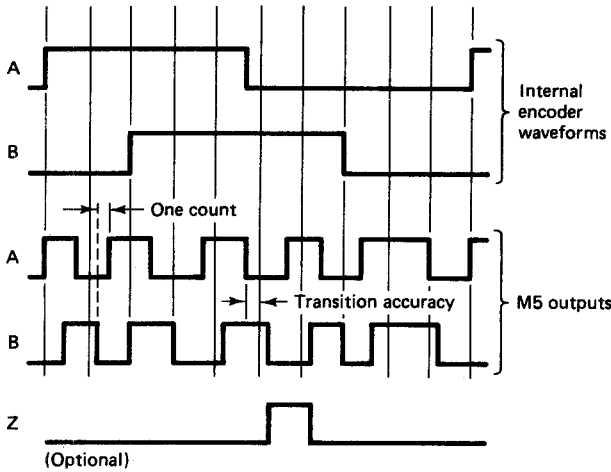 A
Internal
encoder
waveforms
B
One count
A
Transition accuracy
M5 outputs
B
Z
(Optional)